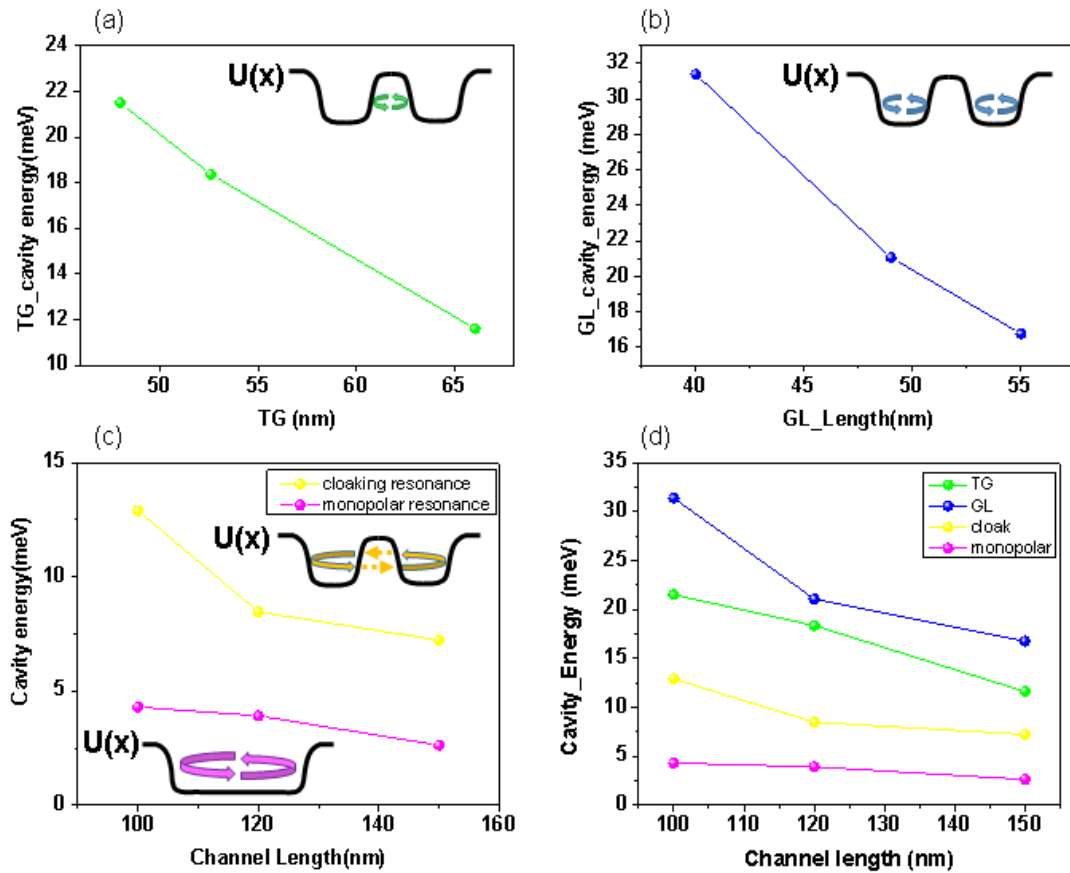 (a)
24
22
20
18
16
14
12
10
TG_cavity energy(meV)
U(x)
50
55
60
65
TG (nm)
(b)
32
30
28
26
24
22
20
18
16
GL_cavity_energy (meV)
U(x)
40
45
50
55
GL_Length(nm)
(c)
15
10
5
0
Cavity energy(meV)
cloaking resonance
monopolar resonance
U(x)
U(x)
100
120
140
160
Channel Length(nm)
(d)
35
30
25
20
15
10
5
0
Cavity_Energy (meV)
TG
GL
cloak
monopolar
100
110
120
130
140
150
Channel length (nm)